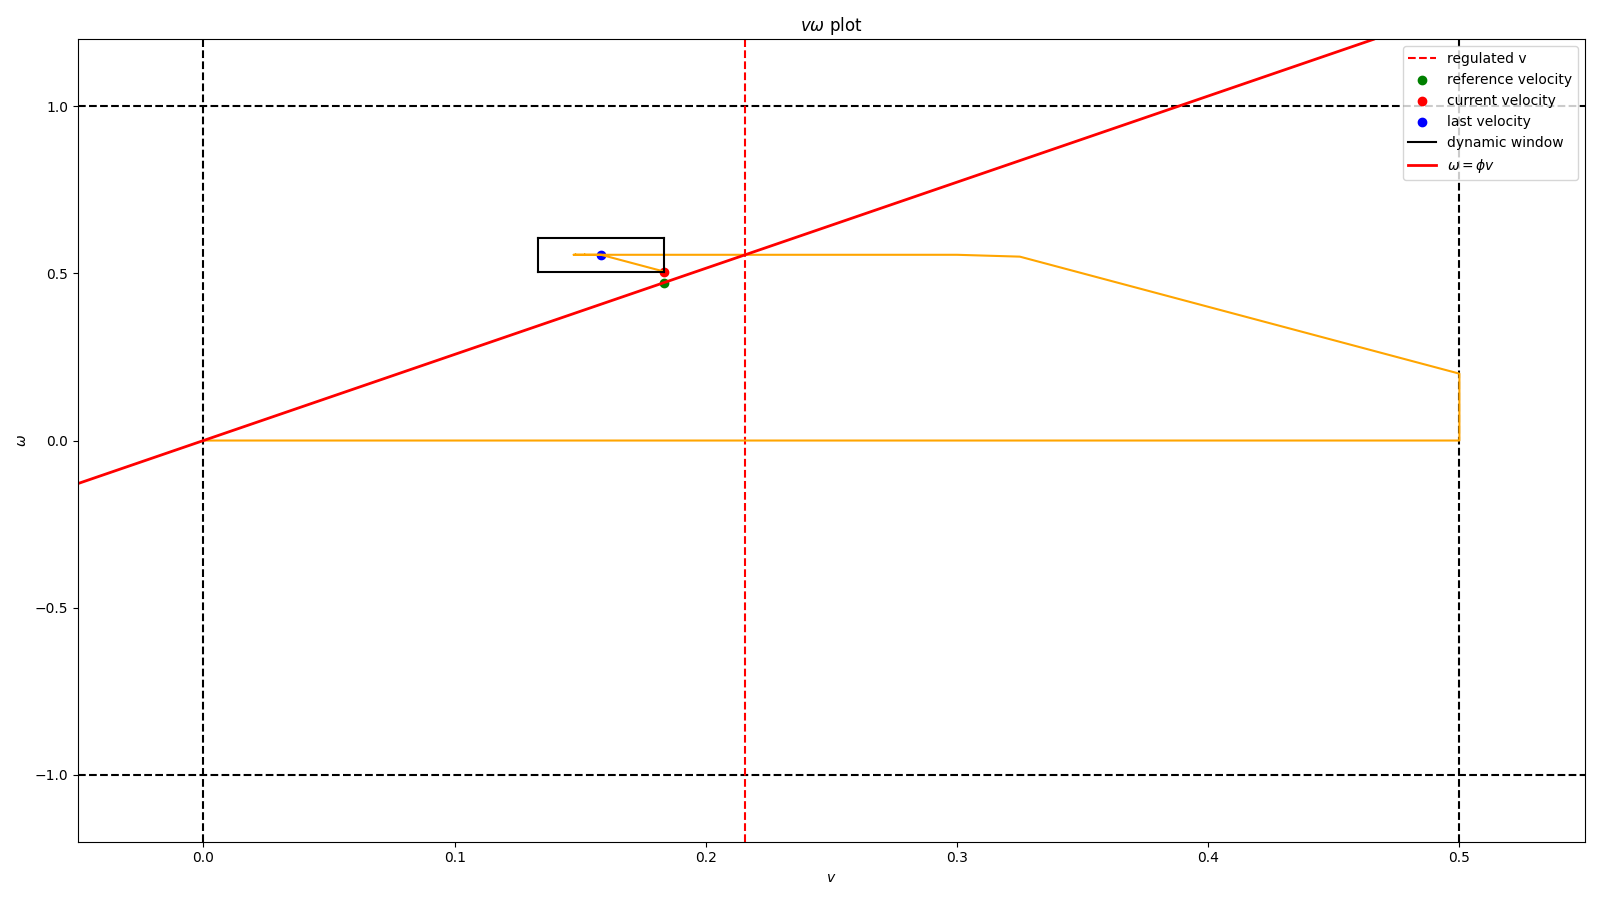 vω plot
regulated v
reference velocity
current velocity
last velocity
dynamic window
ω = ϕv
1.0
0.5
0.0
−0.5
−1.0
ω
0.0 0.1 0.2 0.3 0.4 0.5
v